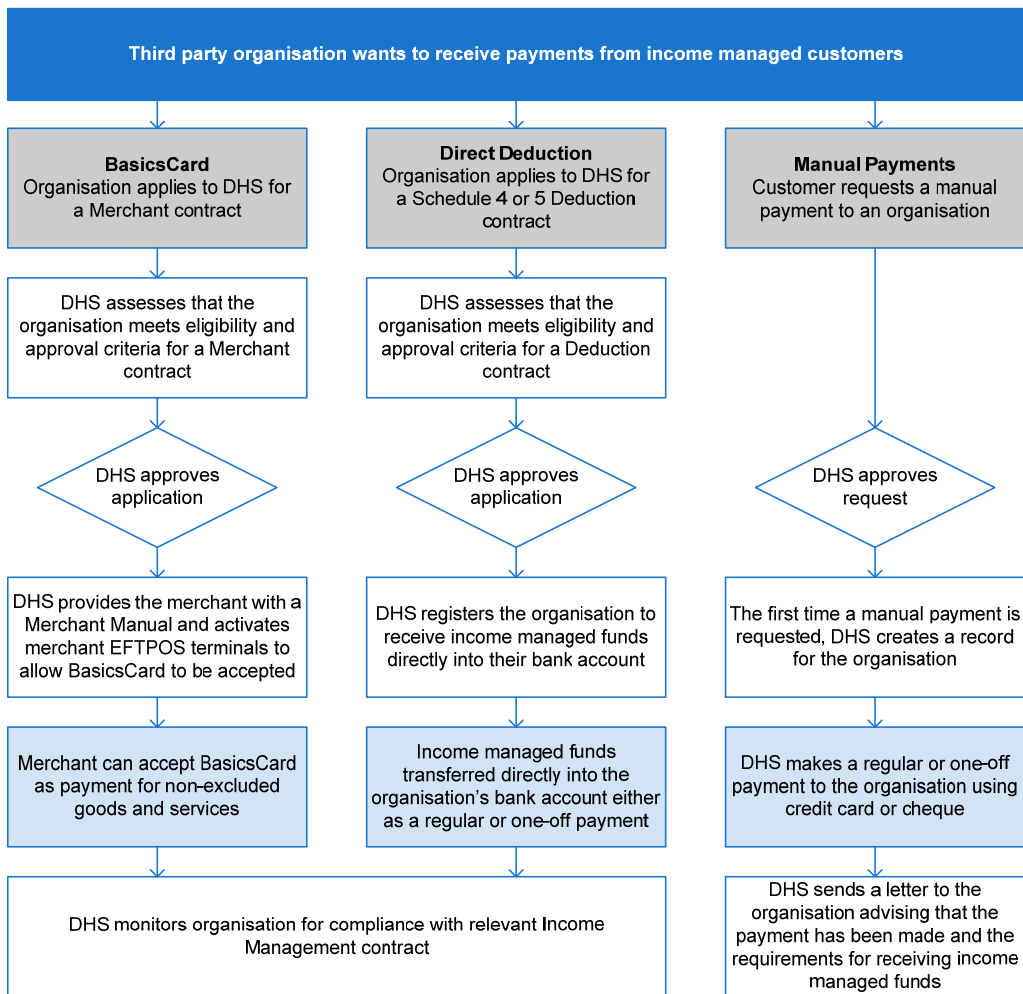 Third party organisation wants to receive payments from income managed customers
BasicsCard
Organisation applies to DHS for
a Merchant contract
Direct Deduction
Organisation applies to DHS for
a Schedule 4 or 5 Deduction
contract
Manual Payments
Customer requests a manual
payment to an organisation
DHS assesses that the
organisation meets eligibility and
approval criteria for a Merchant
contract
DHS assesses that the
organisation meets eligibility and
approval criteria for a Deduction
contract
DHS approves
application
DHS approves
application
DHS approves
request
DHS provides the merchant with a
Merchant Manual and activates
merchant EFTPOS terminals to
allow BasicsCard to be accepted
DHS registers the organisation to
receive income managed funds
directly into their bank account
The first time a manual payment is
requested, DHS creates a record
for the organisation
Merchant can accept BasicsCard
as payment for non-excluded
goods and services
Income managed funds
transferred directly into the
organisation’s bank account either
as a regular or one-off payment
DHS makes a regular or one-off
payment to the organisation using
credit card or cheque
DHS monitors organisation for compliance with relevant Income
Management contract
DHS sends a letter to the
organisation advising that the
payment has been made and the
requirements for receiving income
managed funds